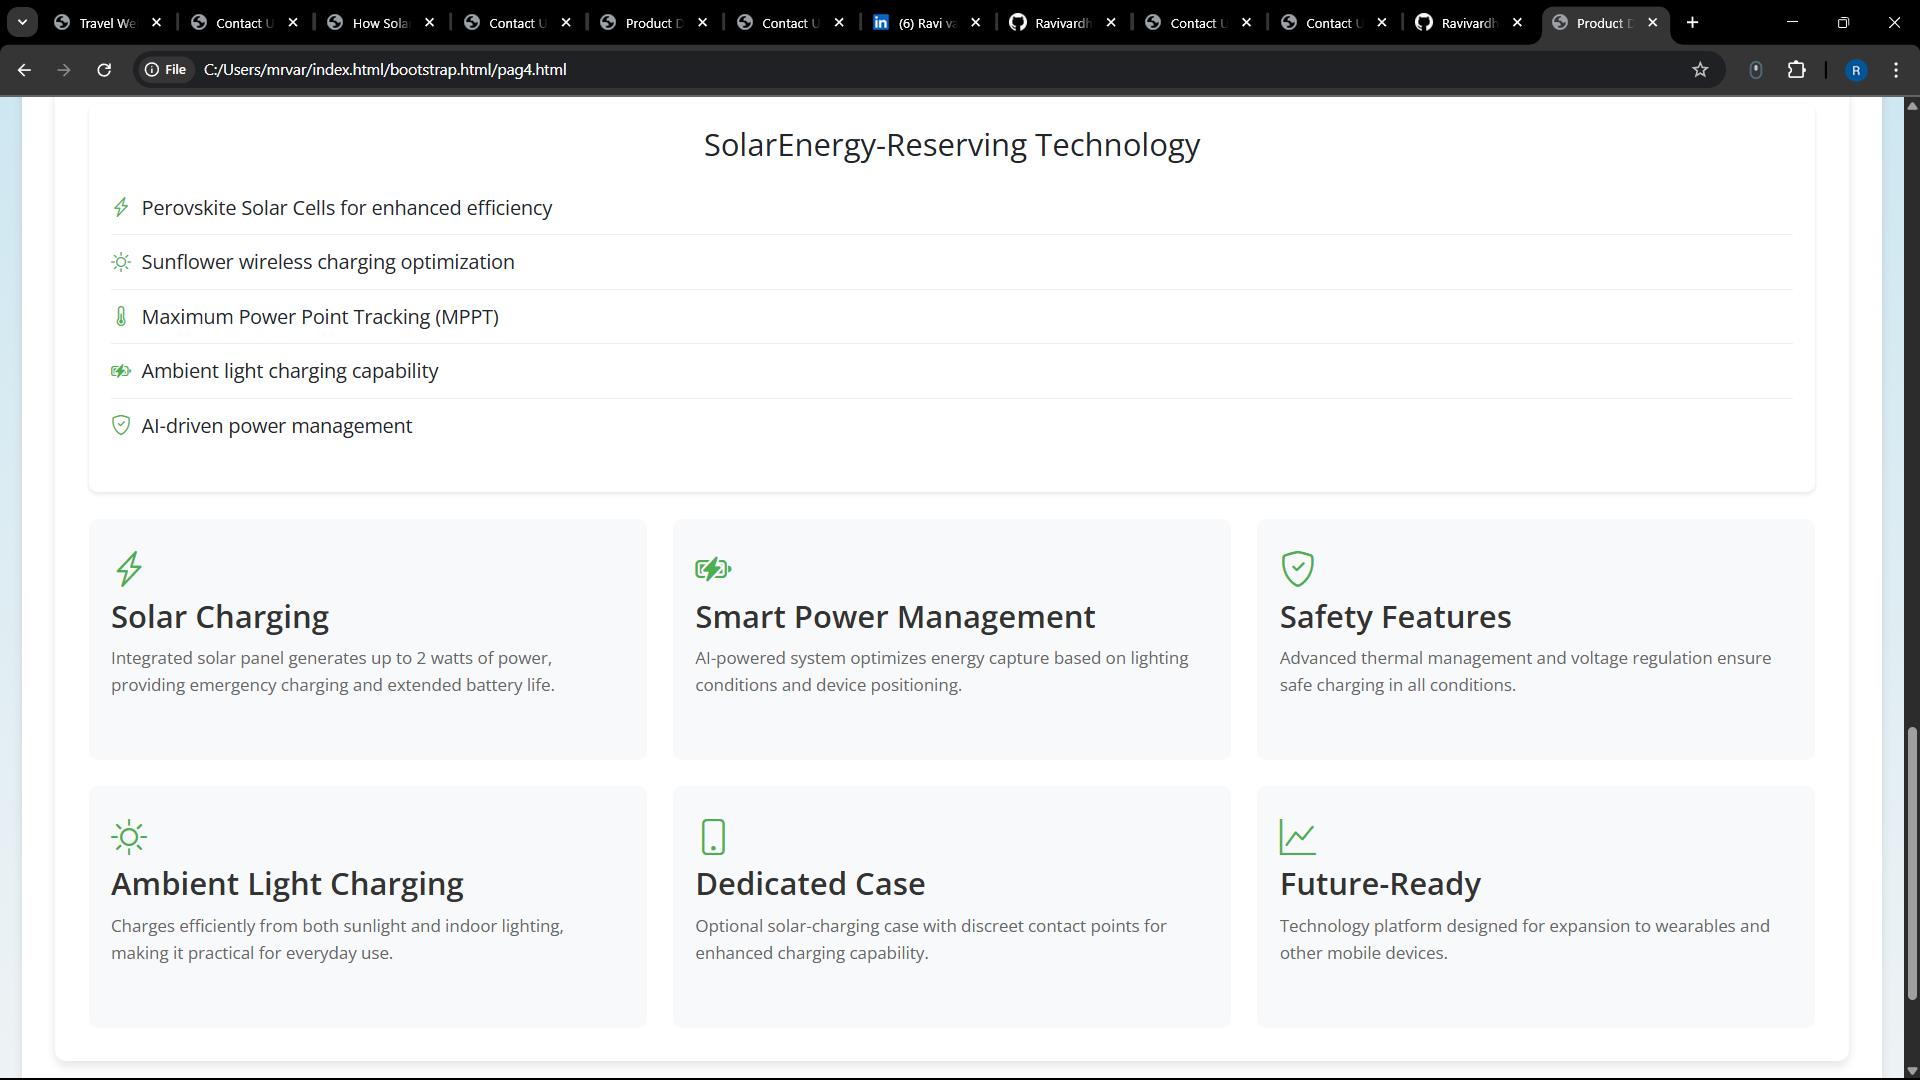 Travel We
Contact U
How Sola
Contact U
Product D
Contact U
in
(6) Ravi va
Ravivardh
Contact U
Contact U
Ravivardh
Product D
File
C:/Users/mrvar/index.html/bootstrap.html/pag4.html
R
SolarEnergy-Reserving Technology
Perovskite Solar Cells for enhanced efficiency
Sunflower wireless charging optimization
Maximum Power Point Tracking (MPPT)
Ambient light charging capability
AI-driven power management
Solar Charging
Integrated solar panel generates up to 2 watts of power,
providing emergency charging and extended battery life.
Smart Power Management
AI-powered system optimizes energy capture based on lighting
conditions and device positioning.
Safety Features
Advanced thermal management and voltage regulation ensure
safe charging in all conditions.
Ambient Light Charging
Charges efficiently from both sunlight and indoor lighting,
making it practical for everyday use.
Dedicated Case
Optional solar-charging case with discreet contact points for
enhanced charging capability.
Future-Ready
Technology platform designed for expansion to wearables and
other mobile devices.